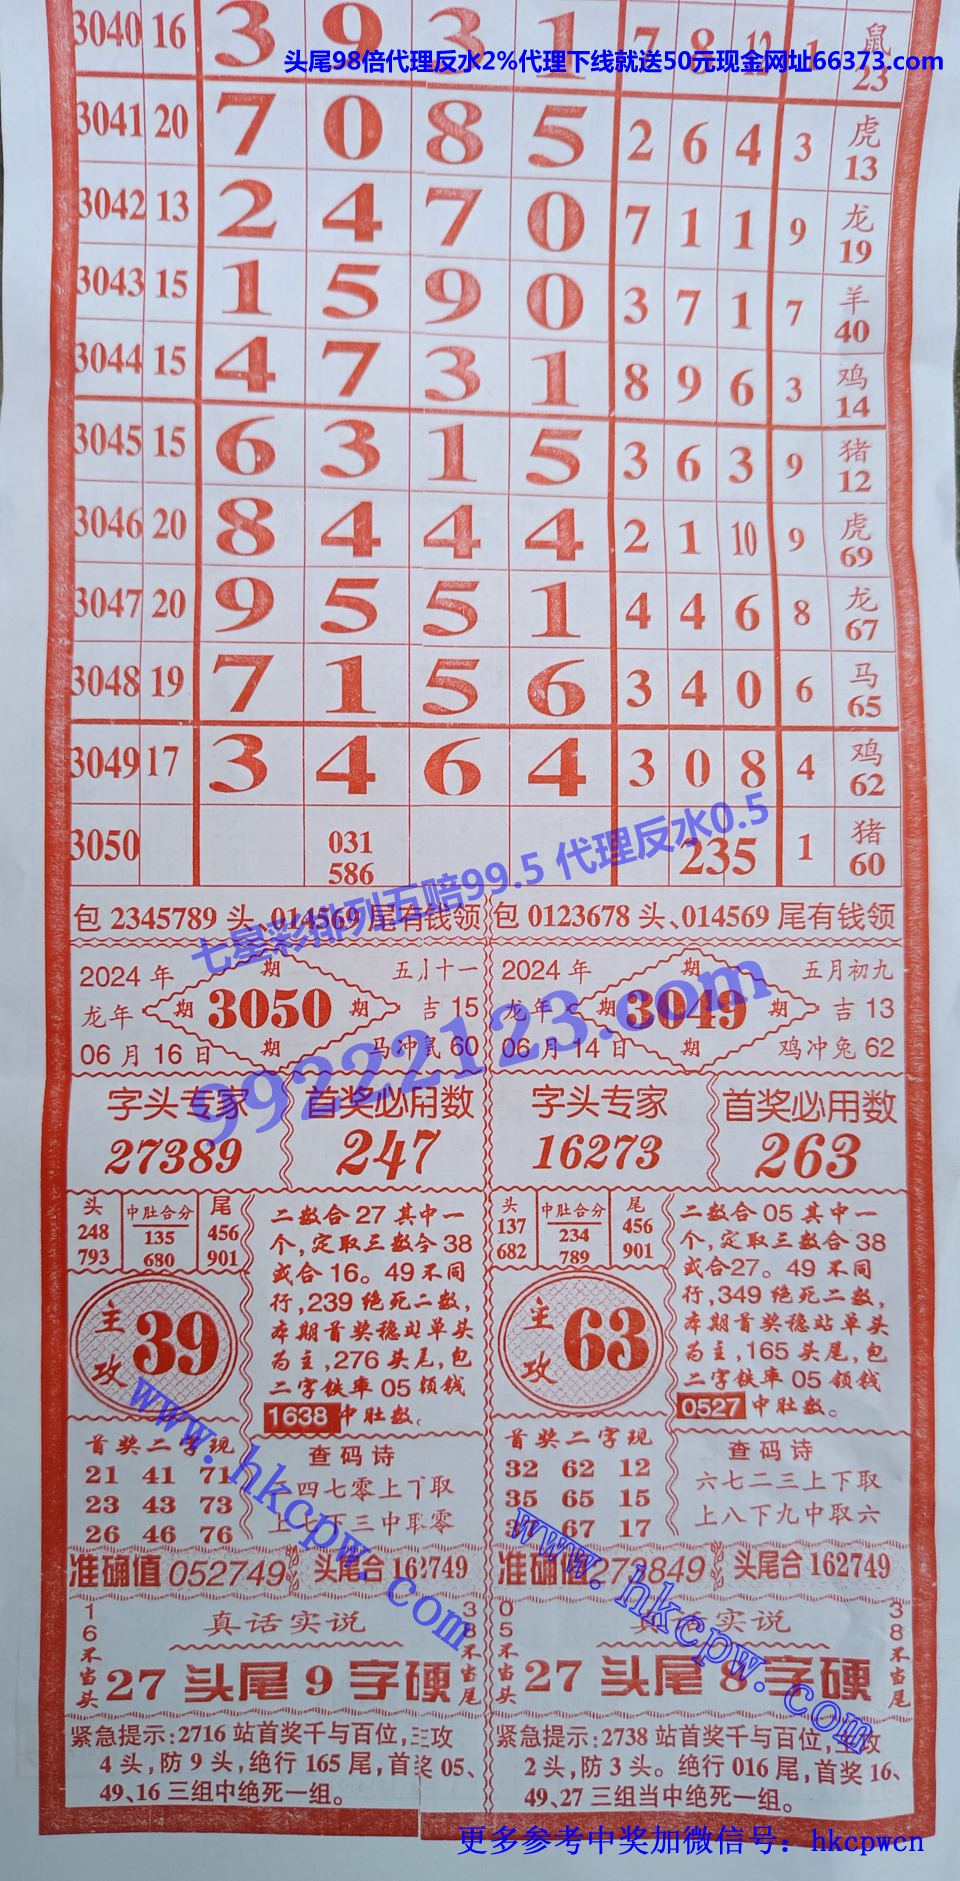 3040 16 3 9 3 1 7 8 12 1 鼠 23
头尾98倍代理反水2%代理下线就送50元现金网址66373.com
3041 20 7 0 8 5 2 6 4 3 虎 13
3042 13 2 4 7 0 7 1 1 9 龙 19
3043 15 1 5 9 0 3 7 1 7 羊 40
3044 15 4 7 3 1 8 9 6 3 鸡 14
3045 15 6 3 1 5 3 6 3 9 猪 12
3046 20 8 4 4 4 2 1 10 9 虎 69
3047 20 9 5 5 1 4 4 6 8 龙 67
3048 19 7 1 5 6 3 4 0 6 马 65
3049 17 3 4 6 4 3 0 8 4 鸡 62
3050 031 586 235 1 猪 60
七星彩排列五赔99.5 代理反水0.5
99222123.com
包 2345789 头、014569 尾有钱领
2024 年 期 五月十一
龙年 期 3050 期 吉 15
06 月 16 日 期 马冲鼠 60
字头专家 首奖必用数
27389 247
头 中肚合分 尾
248 135 456
793 680 901
主攻 39
二数合 27 其中一
个,定取三数合 38
或合 16。49 不同
行,239 绝死二数,
本期首奖稳站单头
为主,276 头尾,包
二字铁率 05 领钱
1638 中肚数。
首奖二字现
21 41 71
23 43 73
26 46 76
查码诗
二四七零上下取
上七下三中取零
准确值 052749 头尾合 162749
16不当头
真话实说
38不当尾
27 头尾 9 字硬
紧急提示:2716 站首奖千与百位,主攻
4 头,防 9 头,绝行 165 尾,首奖 05、
49、16 三组中绝死一组。
包 0123678 头、014569 尾有钱领
2024 年 期 五月初九
龙年 期 3049 期 吉 13
06 月 14 日 期 鸡冲兔 62
字头专家 首奖必用数
16273 263
头 中肚合分 尾
137 234 456
682 789 901
主攻 63
二数合 05 其中一
个,定取三数合 38
或合27。49 不同
行,349 绝死二数,
本期首奖稳站单头
为主,165 头尾,包
二字铁率 05 领钱
0527 中肚数。
首奖二字现
32 62 12
35 65 15
37 67 17
查码诗
六七二三上下取
上八下九中取六
准确值 273849 头尾合 162749
05不当头
真话实说
38不当尾
27 头尾 8 字硬
紧急提示:2738 站首奖千与百位,主攻
2 头,防 3 头。绝行 016 尾,首奖 16、
49、27 三组当中绝死一组。
www.hkcpw.com
www.hkcpw.com
更多参考中奖加微信号：hkcpwcn